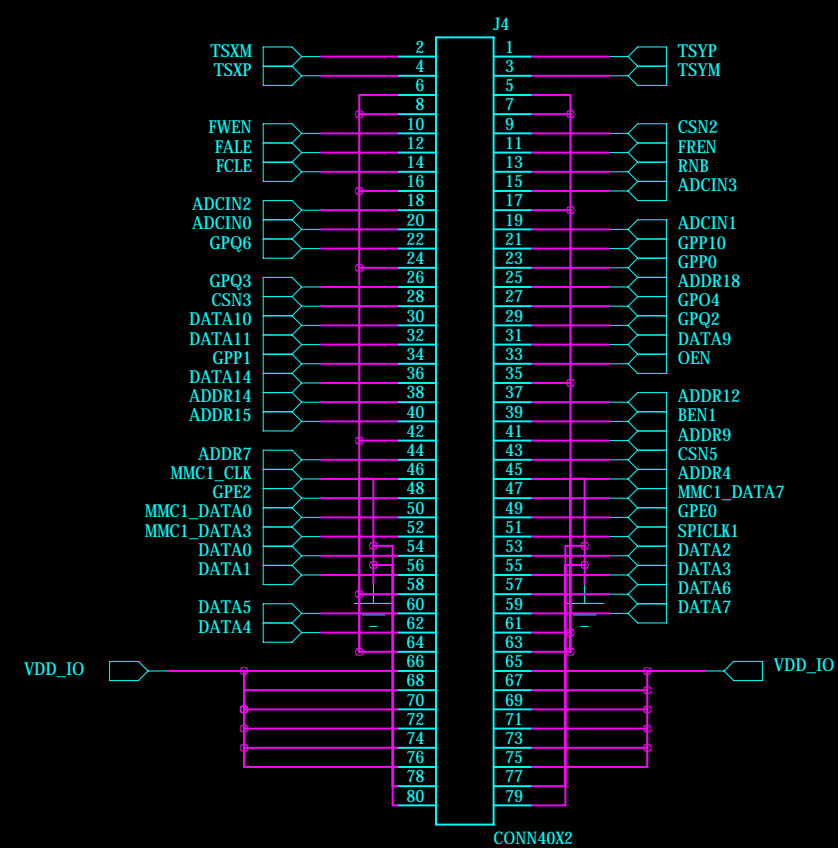 J4
TSXM 2 1 TSYP
TSXP 4 3 TSYM
6 5
8 7
FWEN 10 9 CSN2
FALE 12 11 FREN
FCLE 14 13 RNB
16 15 ADCIN3
ADCIN2 18 17
ADCIN0 20 19 ADCIN1
GPQ6 22 21 GPP10
24 23 GPP0
GPQ3 26 25 ADDR18
CSN3 28 27 GPO4
DATA10 30 29 GPQ2
DATA11 32 31 DATA9
GPP1 34 33 OEN
DATA14 36 35
ADDR14 38 37 ADDR12
ADDR15 40 39 BEN1
42 41 ADDR9
ADDR7 44 43 CSN5
MMC1_CLK 46 45 ADDR4
GPE2 48 47 MMC1_DATA7
MMC1_DATA0 50 49 GPE0
MMC1_DATA3 52 51 SPICLK1
DATA0 54 53 DATA2
DATA1 56 55 DATA3
58 57 DATA6
DATA5 60 59 DATA7
DATA4 62 61
64 63
VDD_IO 66 65 VDD_IO
68 67
70 69
72 71
74 73
76 75
78 77
80 79
CONN40X2